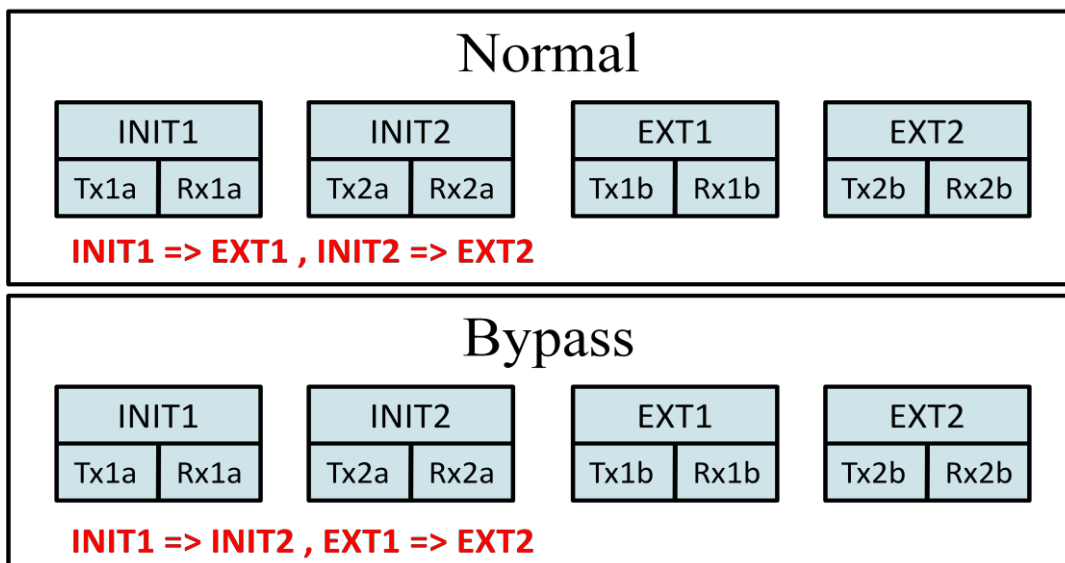 Normal
INIT1 INIT2 EXT1 EXT2
Tx1a Rx1a Tx2a Rx2a Tx1b Rx1b Tx2b Rx2b
INIT1 => EXT1 , INIT2 => EXT2
Bypass
INIT1 INIT2 EXT1 EXT2
Tx1a Rx1a Tx2a Rx2a Tx1b Rx1b Tx2b Rx2b
INIT1 => INIT2 , EXT1 => EXT2